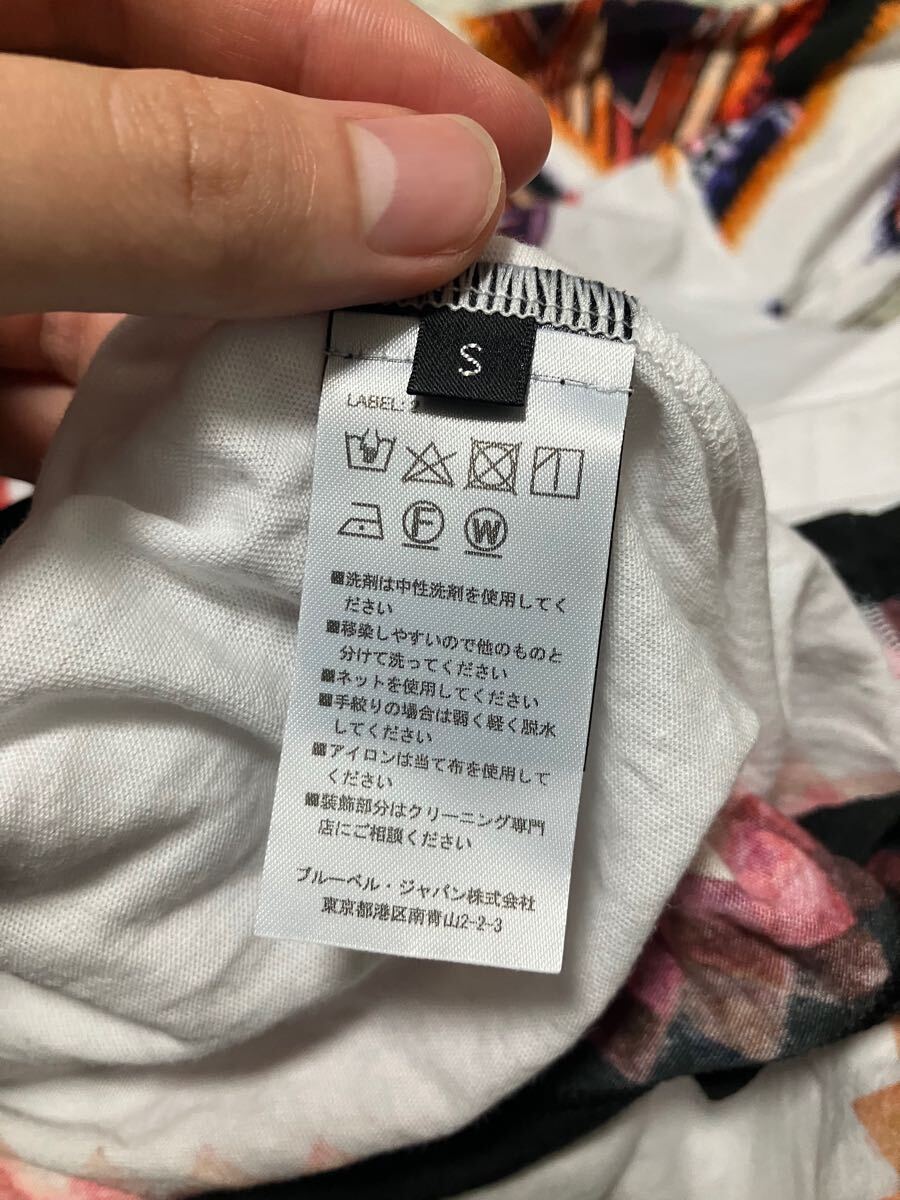 S
LABEL: 2
F W
■洗剤は中性洗剤を使用してく
ださい
■移染しやすいので他のものと
分けて洗ってください
■ネットを使用してください
■手絞りの場合は弱く軽く脱水
してください
■アイロンは当て布を使用して
ください
■装飾部分はクリーニング専門
店にご相談ください
ブルーベル・ジャパン株式会社
東京都港区南青山2-2-3